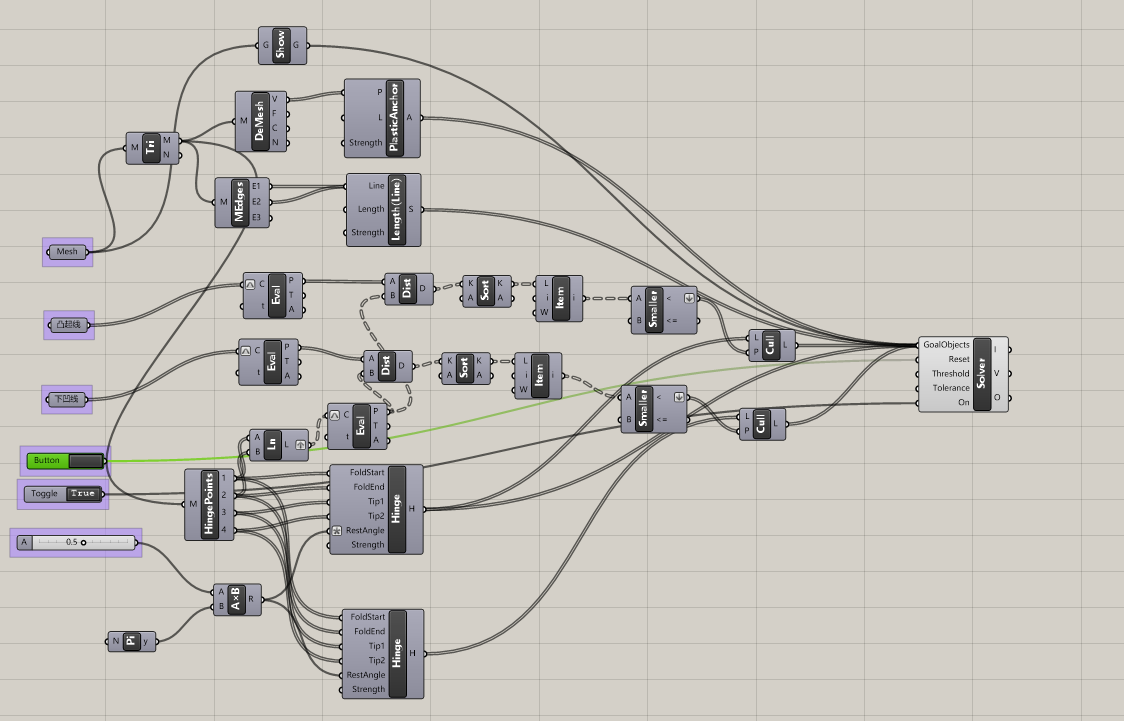 G Show G
M DeMesh V F C N
P L Strength PlasticAnchor A
M Tri M N
M MEdges E1 E2 E3
Line Length Strength Length(Line) S
Mesh
C t Eval P T A
A B Dist D
K A Sort K A
L i W Item i
A B Smaller < <=
凸起线
L P Cull L
GoalObjects Reset Threshold Tolerance On Solver I V O
C t Eval P T A
A B Dist D
K A Sort K A
L i W Item i
A B Smaller < <=
下凹线
L P Cull L
C t Eval P T A
A B Ln L
Button
Toggle True
M HingePoints 1 2 3 4
FoldStart FoldEnd Tip1 Tip2 RestAngle Strength Hinge H
A 0.5
A B A×B R
N Pi y
FoldStart FoldEnd Tip1 Tip2 RestAngle Strength Hinge H